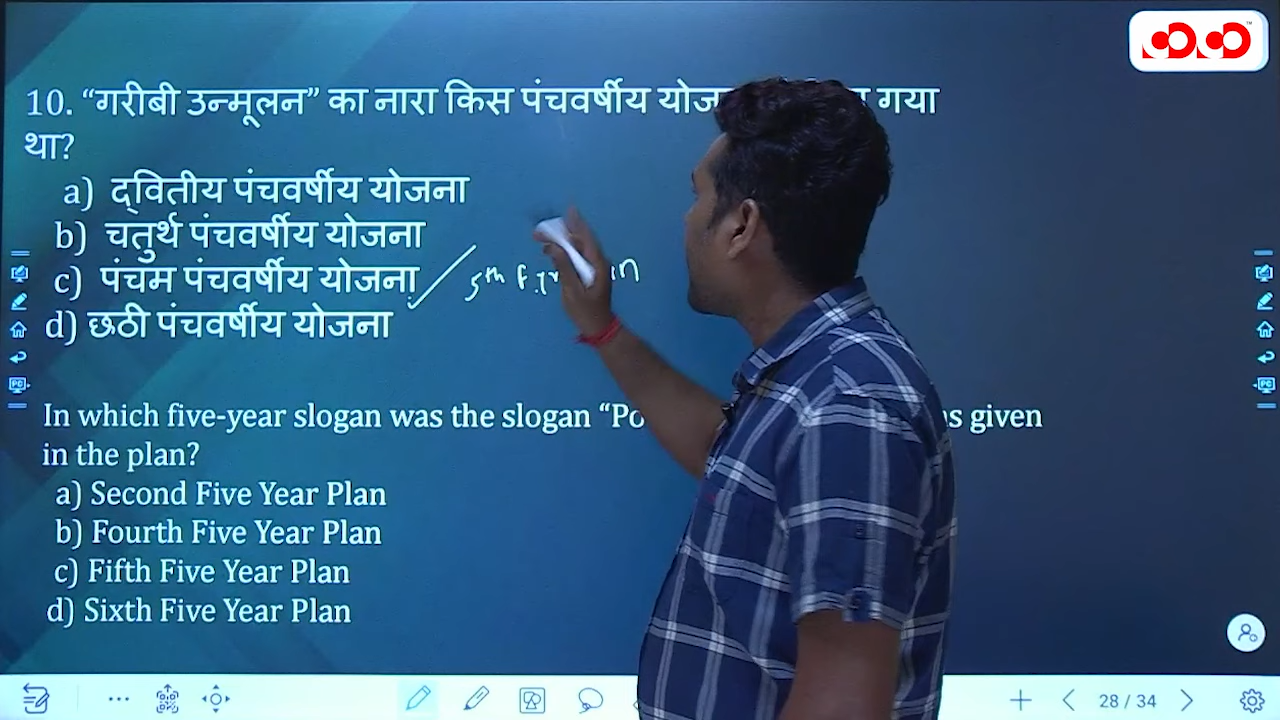 10. “गरीबी उन्मूलन” का नारा किस पंचवर्षीय गया
था?
a) द्वितीय पंचवर्षीय योजना
b) चतुर्थ पंचवर्षीय योजना
c) पंचम पंचवर्षीय योजना 5th
d) छठी पंचवर्षीय योजना
In which five-year slogan was the slogan given
in the plan?
a) Second Five Year Plan
b) Fourth Five Year Plan
c) Fifth Five Year Plan
d) Sixth Five Year Plan
28 / 34